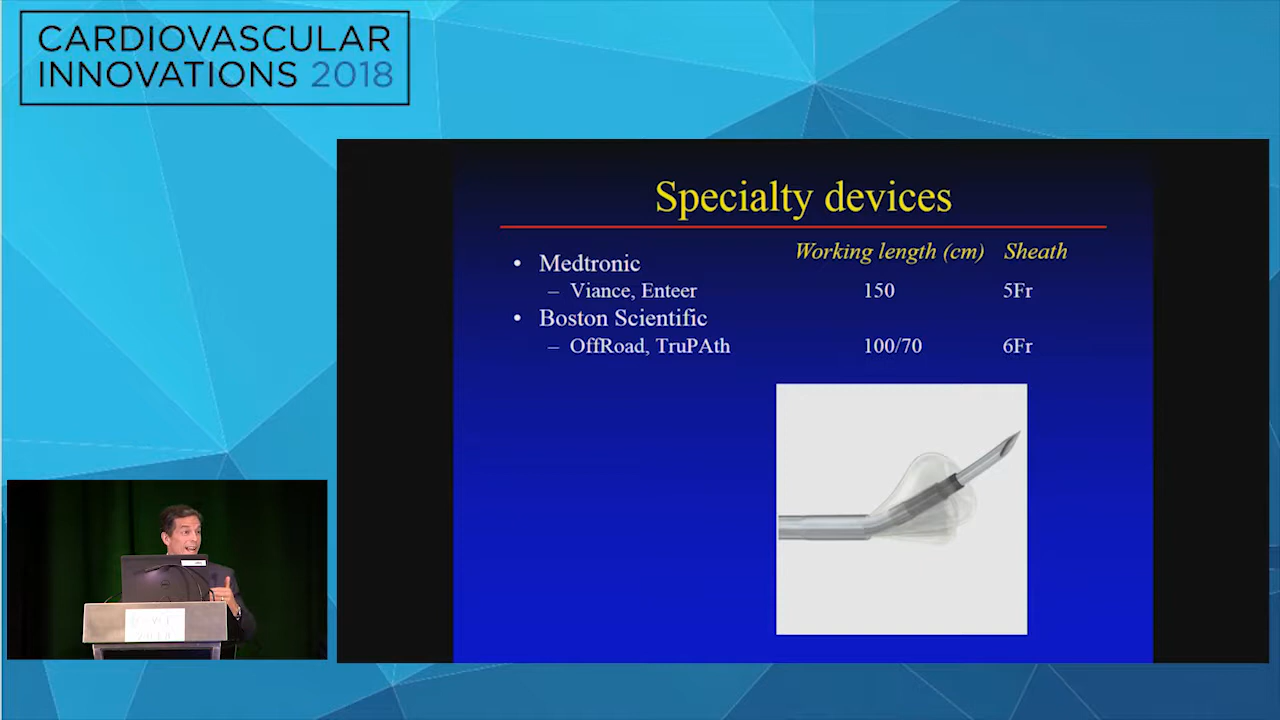 CARDIOVASCULAR
INNOVATIONS 2018
Specialty devices
Working length (cm) Sheath
• Medtronic
– Viance, Enteer 150 5Fr
• Boston Scientific
– OffRoad, TruPAth 100/70 6Fr